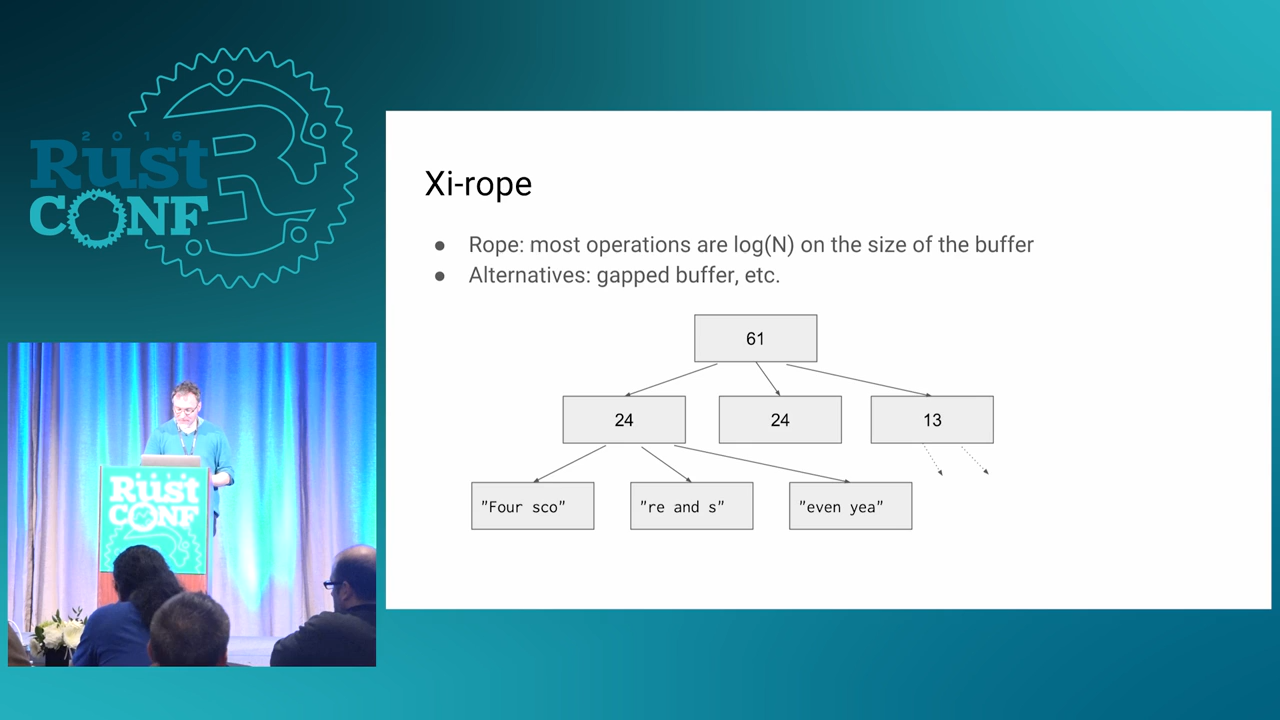 2016
Rust
CONF
Xi-rope
● Rope: most operations are log(N) on the size of the buffer
● Alternatives: gapped buffer, etc.
61
24 24 13
"Four sco" "re and s" "even yea"
2016
Rust
CONF